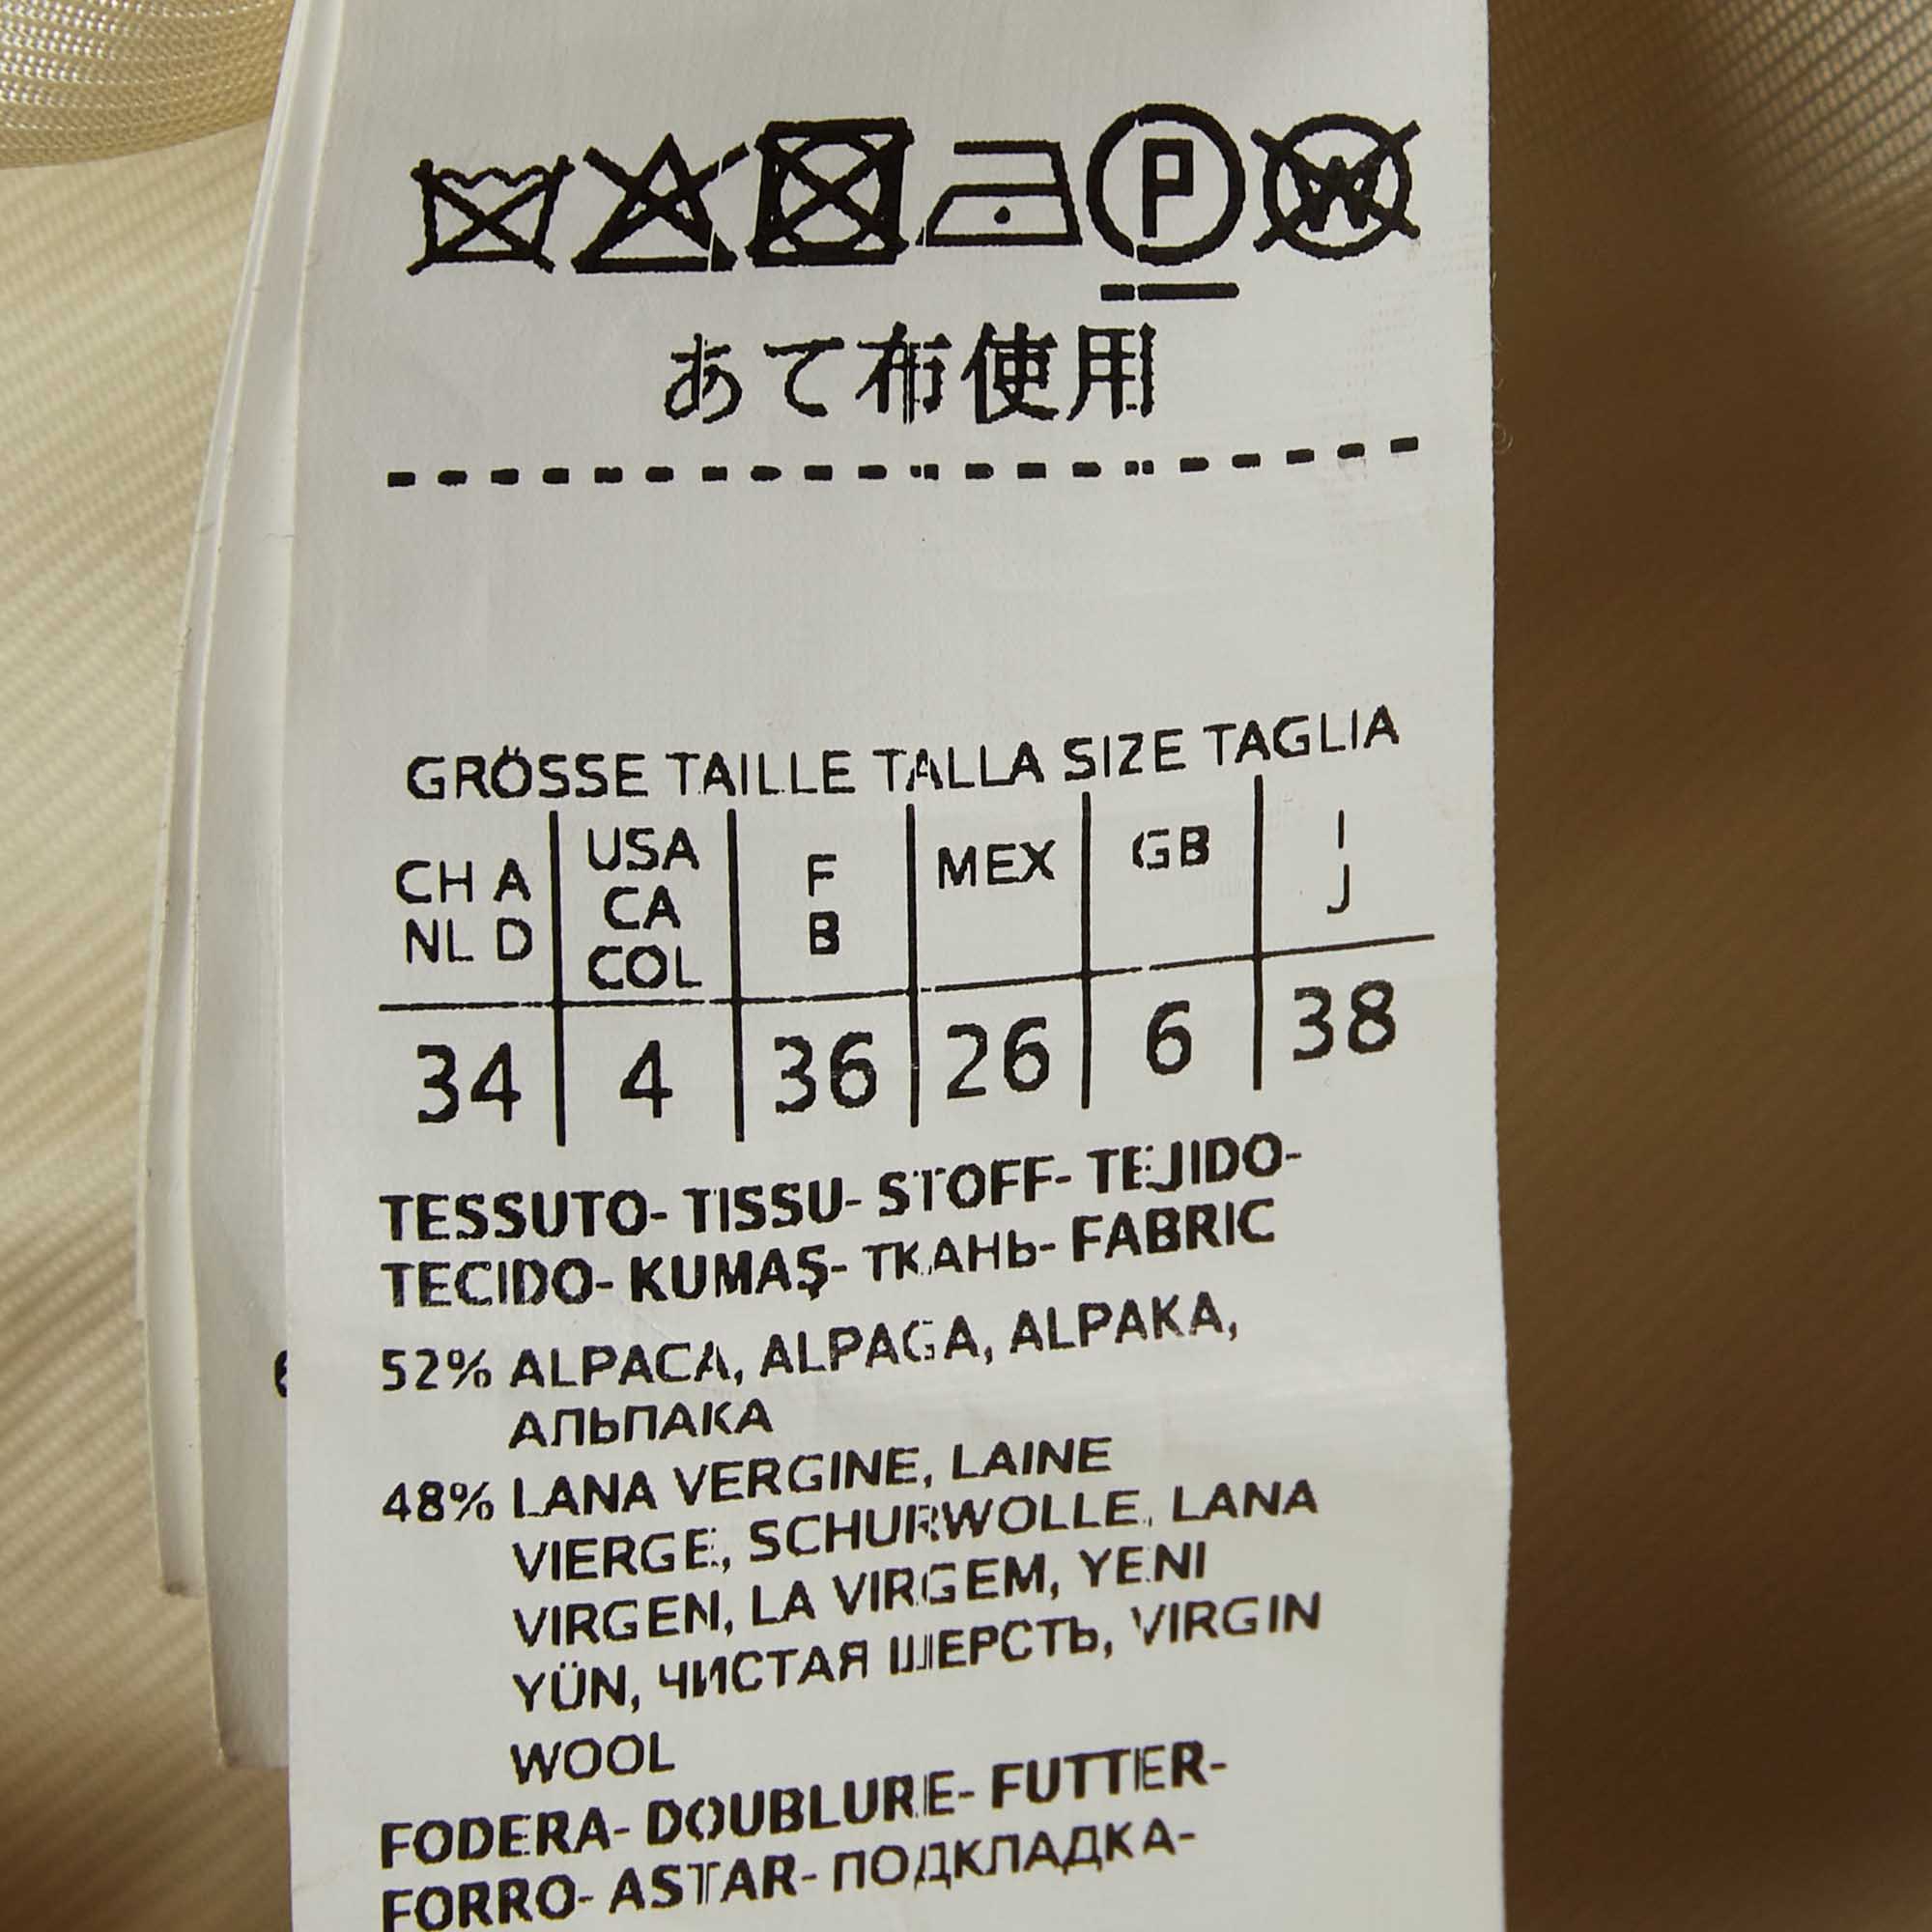 P W
あて布使用
GRÖSSE TAILLE TALLA SIZE TAGLIA
CH A NL D
USA CA COL
F B
MEX
GB
I J
34 4 36 26 6 38
TESSUTO- TISSU- STOFF- TEJIDO-
TECIDO- KUMAŞ- ТКАНЬ- FABRIC
52% ALPACA, ALPAGA, ALPAKA,
АЛЬПАКА
48% LANA VERGINE, LAINE
VIERGE, SCHURWOLLE, LANA
VIRGEN, LA VIRGEM, YENI
YÜN, ЧИСТАЯ ШЕРСТЬ, VIRGIN
WOOL
FODERA- DOUBLURE- FUTTER-
FORRO- ASTAR- ПОДКЛАДКА-